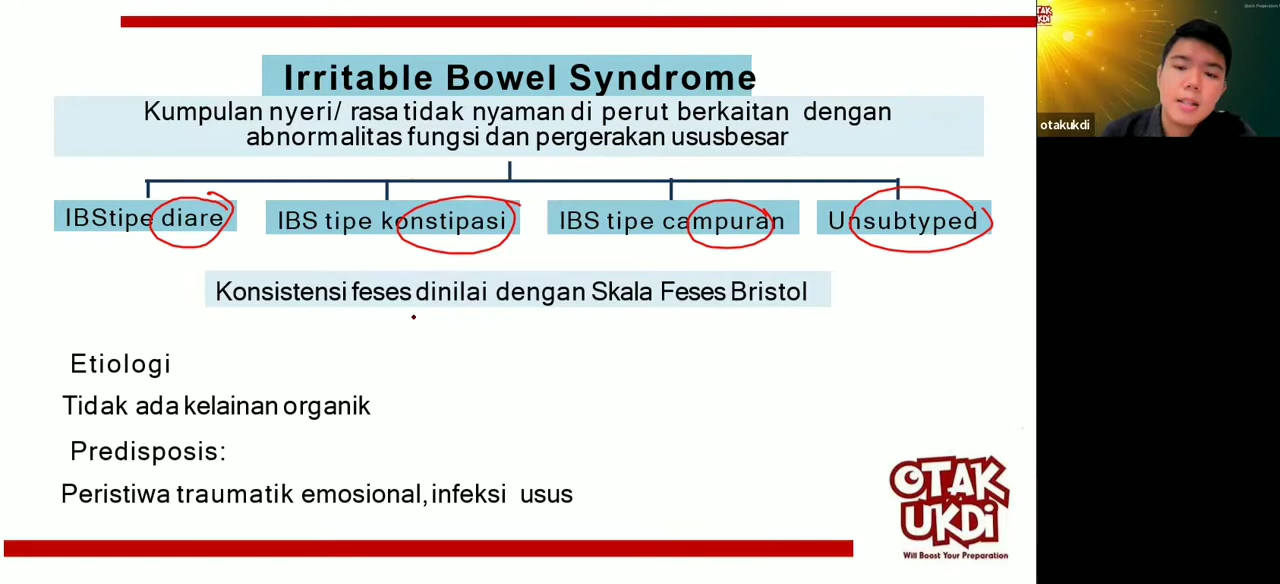 Irritable Bowel Syndrome
Kumpulan nyeri/ rasa tidak nyaman di perut berkaitan dengan
abnormalitas fungsi dan pergerakan ususbesar
IBStipe diare
IBS tipe konstipasi
IBS tipe campuran
Unsubtyped
Konsistensi feses dinilai dengan Skala Feses Bristol
Etiologi
Tidak ada kelainan organik
Predisposis:
Peristiwa traumatik emosional, infeksi usus
OTAK
UKDi
Will Boost Your Preparation
TAK
KDi
otakukdi